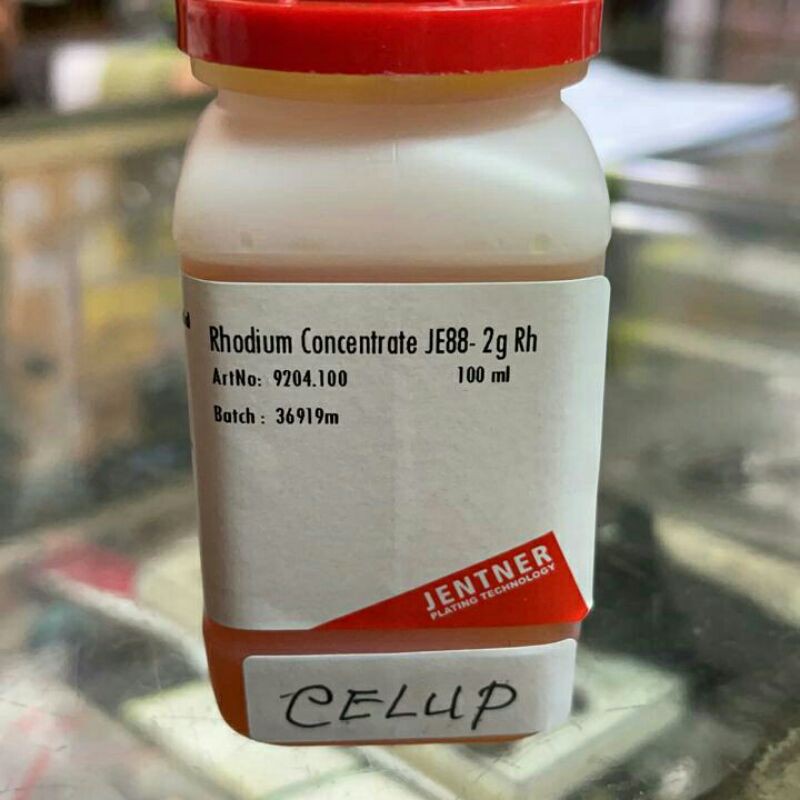 Rhodium Concentrate JE88- 2g Rh
ArtNo: 9204.100 100 ml
Batch : 36919m
JENTNER
PLATING TECHNOLOGY
CELUP